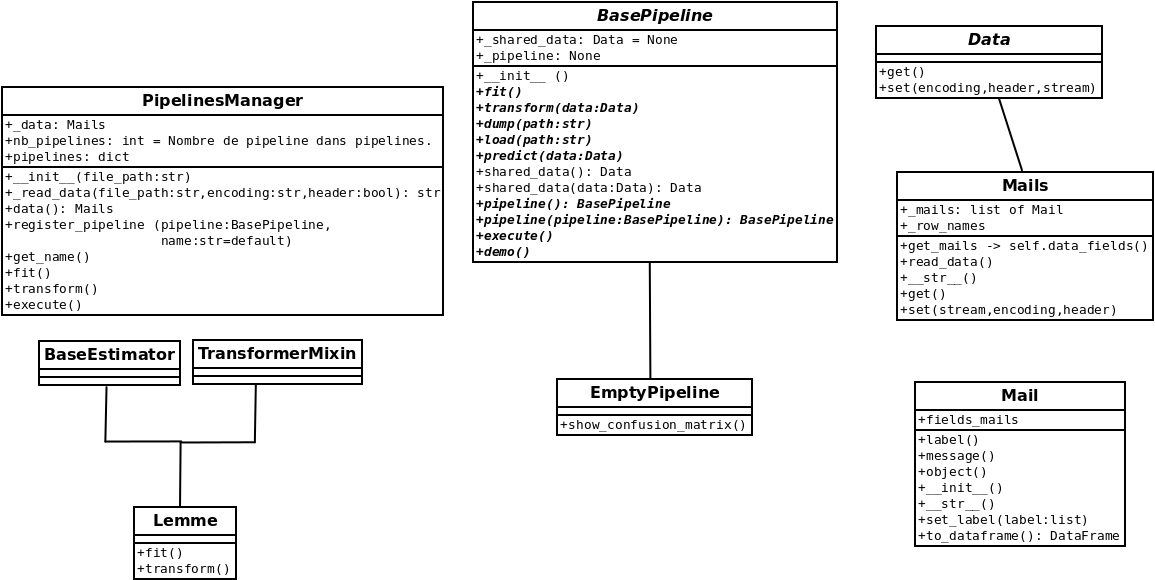 BasePipeline
+_shared_data: Data = None
+_pipeline: None
+__init__ ()
+fit()
+transform(data:Data)
+dump(path:str)
+load(path:str)
+predict(data:Data)
+shared_data(): Data
+shared_data(data:Data): Data
+pipeline(): BasePipeline
+pipeline(pipeline:BasePipeline): BasePipeline
+execute()
+demo()
Data
+get()
+set(encoding,header,stream)
PipelinesManager
+_data: Mails
+nb_pipelines: int = Nombre de pipeline dans pipelines.
+pipelines: dict
+__init__(file_path:str)
+_read_data(file_path:str,encoding:str,header:bool): str
+data(): Mails
+register_pipeline (pipeline:BasePipeline,
name:str=default)
+get_name()
+fit()
+transform()
+execute()
Mails
+_mails: list of Mail
+_row_names
+get_mails -> self.data_fields()
+read_data()
+__str__()
+get()
+set(stream,encoding,header)
BaseEstimator
TransformerMixin
EmptyPipeline
+show_confusion_matrix()
Mail
+fields_mails
+label()
+message()
+object()
+__init__()
+__str__()
+set_label(label:list)
+to_dataframe(): DataFrame
Lemme
+fit()
+transform()